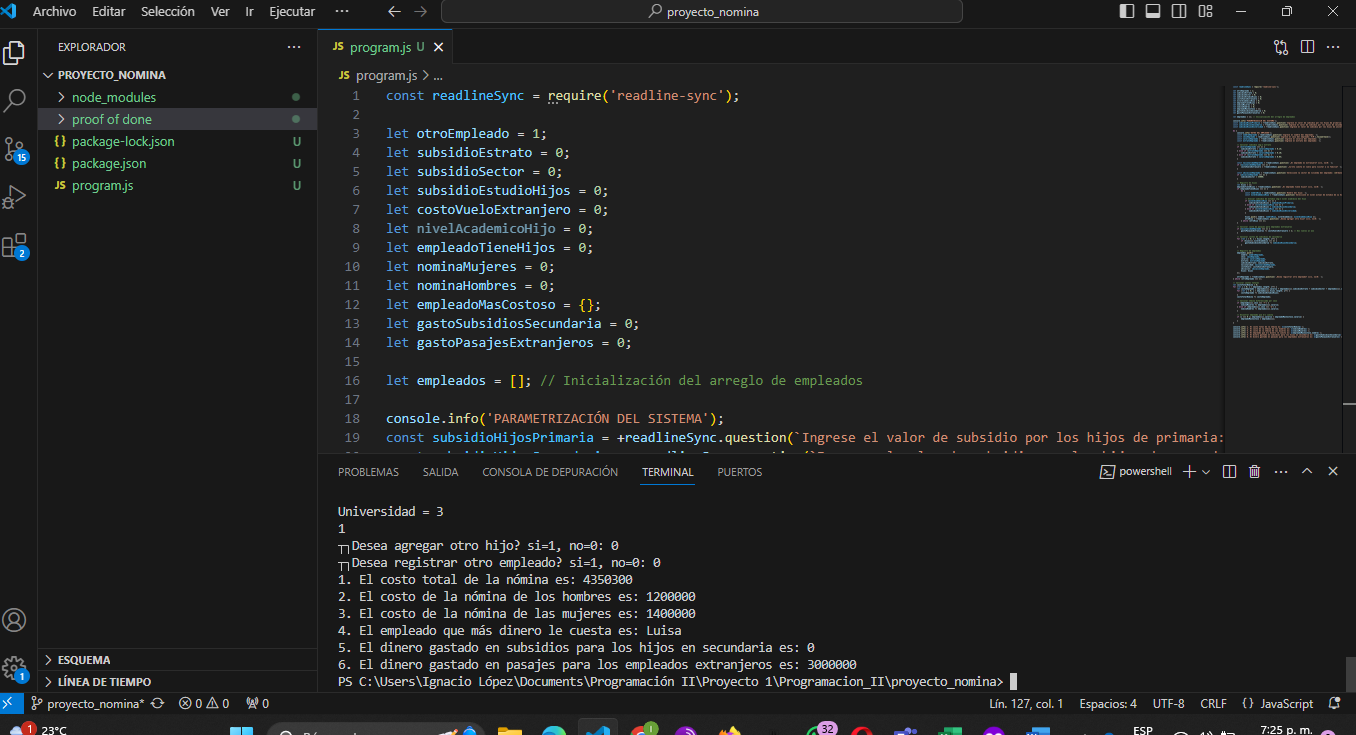 Archivo Editar Selección Ver Ir Ejecutar ··· proyecto_nomina
EXPLORADOR
PROYECTO_NOMINA
node_modules
proof of done
{} package-lock.json U
{} package.json U
JS program.js U
15
2
1
ESQUEMA
LÍNEA DE TIEMPO
JS program.js U
JS program.js > ...
1 const readlineSync = require('readline-sync');
2
3 let otroEmpleado = 1;
4 let subsidioEstrato = 0;
5 let subsidioSector = 0;
6 let subsidioEstudioHijos = 0;
7 let costoVueloExtranjero = 0;
8 let nivelAcademicoHijo = 0;
9 let empleadoTieneHijos = 0;
10 let nominaMujeres = 0;
11 let nominaHombres = 0;
12 let empleadoMasCostoso = {};
13 let gastoSubsidiosSecundaria = 0;
14 let gastoPasajesExtranjeros = 0;
15
16 let empleados = []; // Inicialización del arreglo de empleados
17
18 console.info('PARAMETRIZACIÓN DEL SISTEMA');
19 const subsidioHijosPrimaria = +readlineSync.question(`Ingrese el valor de subsidio por los hijos de primaria:
PROBLEMAS SALIDA CONSOLA DE DEPURACIÓN TERMINAL PUERTOS powershell
Universidad = 3
1
┬┐Desea agregar otro hijo? si=1, no=0: 0
┬┐Desea registrar otro empleado? si=1, no=0: 0
1. El costo total de la nómina es: 4350300
2. El costo de la nómina de los hombres es: 1200000
3. El costo de la nómina de las mujeres es: 1400000
4. El empleado que más dinero le cuesta es: Luisa
5. El dinero gastado en subsidios para los hijos en secundaria es: 0
6. El dinero gastado en pasajes para los empleados extranjeros es: 3000000
PS C:\Users\Ignacio López\Documents\Programación II\Proyecto 1\Programacion_II\proyecto_nomina>
proyecto_nomina* 0 0 0 Lín. 127, col. 1 Espacios: 4 UTF-8 CRLF {} JavaScript
1 23°C 1 32 ESP 7:25 p. m.